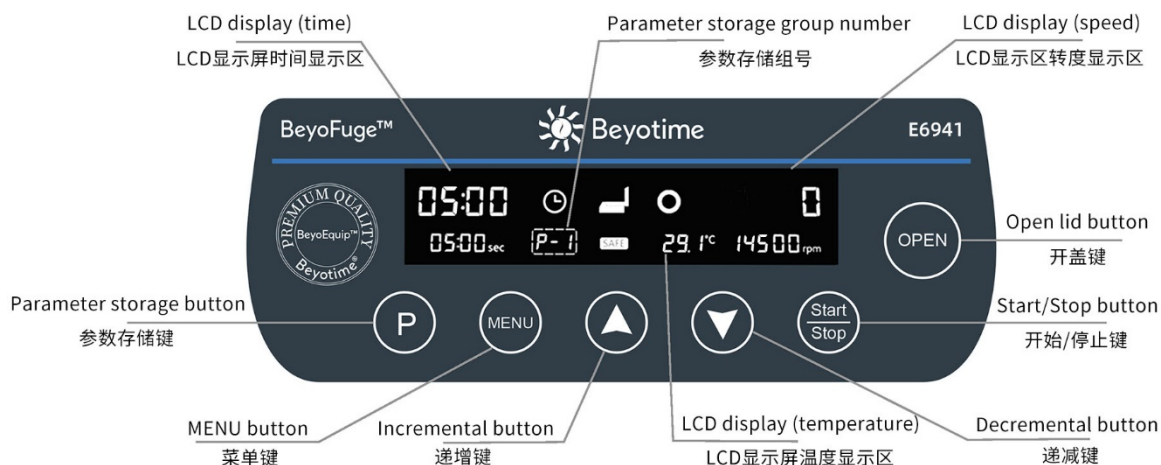 LCD display (time)
LCD显示屏时间显示区
Parameter storage group number
参数存储组号
LCD display (speed)
LCD显示区转度显示区
BeyoFuge™
Beyotime
E6941
05:00
0
05:00 sec
P-1
SAFE
29.1°C
14500 rpm
PREMIUM QUALITY
BeyoEquip™
Beyotime®
OPEN
Open lid button
开盖键
Parameter storage button
参数存储键
P
MENU
Start
Stop
Start/Stop button
开始/停止键
MENU button
菜单键
Incremental button
递增键
LCD display (temperature)
LCD显示屏温度显示区
Decremental button
递减键